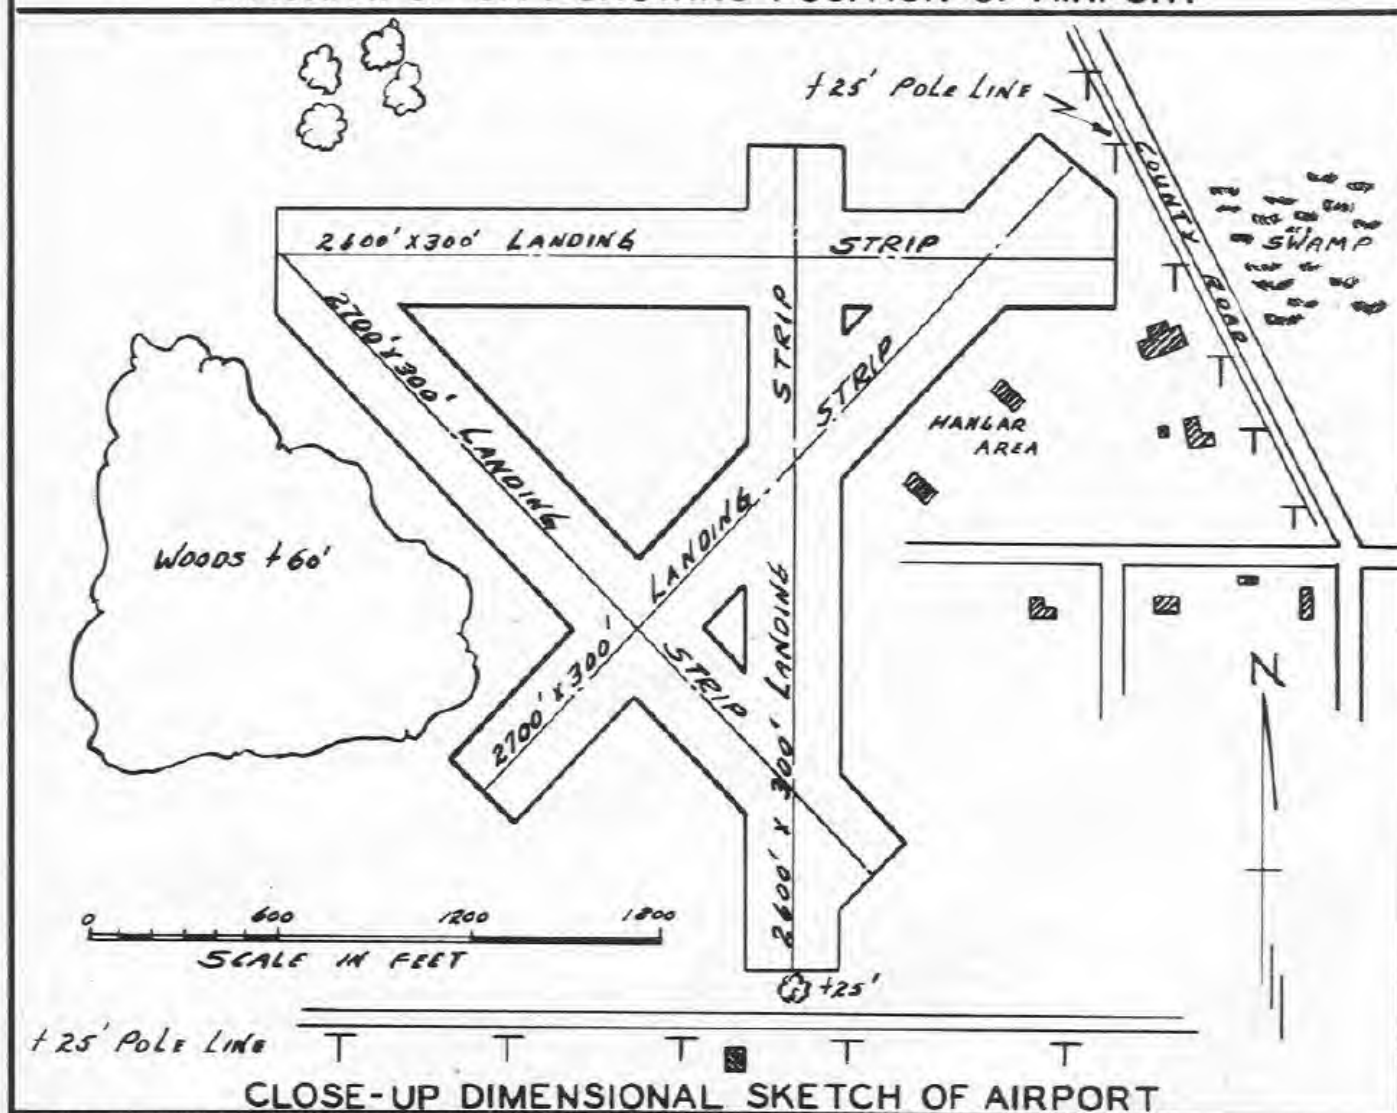 +25' POLE LINE
COUNTY ROAD
SWAMP
2600' X 300' LANDING STRIP
2700' X 300' LANDING STRIP
2700' X 300' LANDING STRIP
2600' X 300' LANDING STRIP
HANGAR
AREA
WOODS +60'
N
0 600 1200 1800
SCALE IN FEET
+25'
+25' POLE LINE
CLOSE-UP DIMENSIONAL SKETCH OF AIRPORT